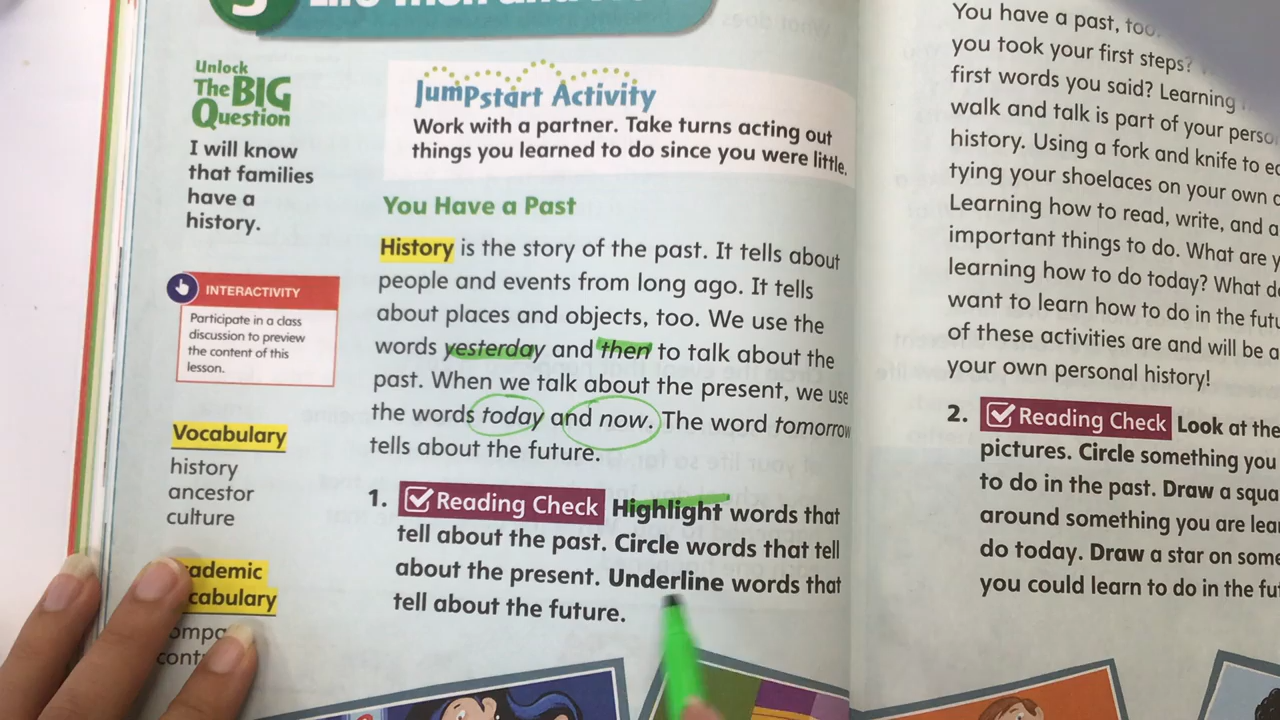 Unlock
The BIG
Question
I will know
that families
have a
history.
JumPstart Activity
Work with a partner. Take turns acting out
things you learned to do since you were little.
You Have a Past
History is the story of the past. It tells about
people and events from long ago. It tells
about places and objects, too. We use the
words yesterday and then to talk about the
past. When we talk about the present, we use
the words today and now. The word tomorrow
tells about the future.
INTERACTIVITY
Participate in a class
discussion to preview
the content of this
lesson.
Vocabulary
history
ancestor
culture
1. Reading Check Highlight words that
tell about the past. Circle words that tell
about the present. Underline words that
tell about the future.
You have a past, too.
you took your first steps?
first words you said? Learning
walk and talk is part of your
history. Using a fork and knife to
tying your shoelaces on your own
Learning how to read, write, and
important things to do. What are
learning how to do today? What
want to learn how to do in the
of these activities are and will be a
your own personal history!
2. Reading Check Look at the
pictures. Circle something you
to do in the past. Draw a
around something you are
do today. Draw a star on
you could learn to do in the